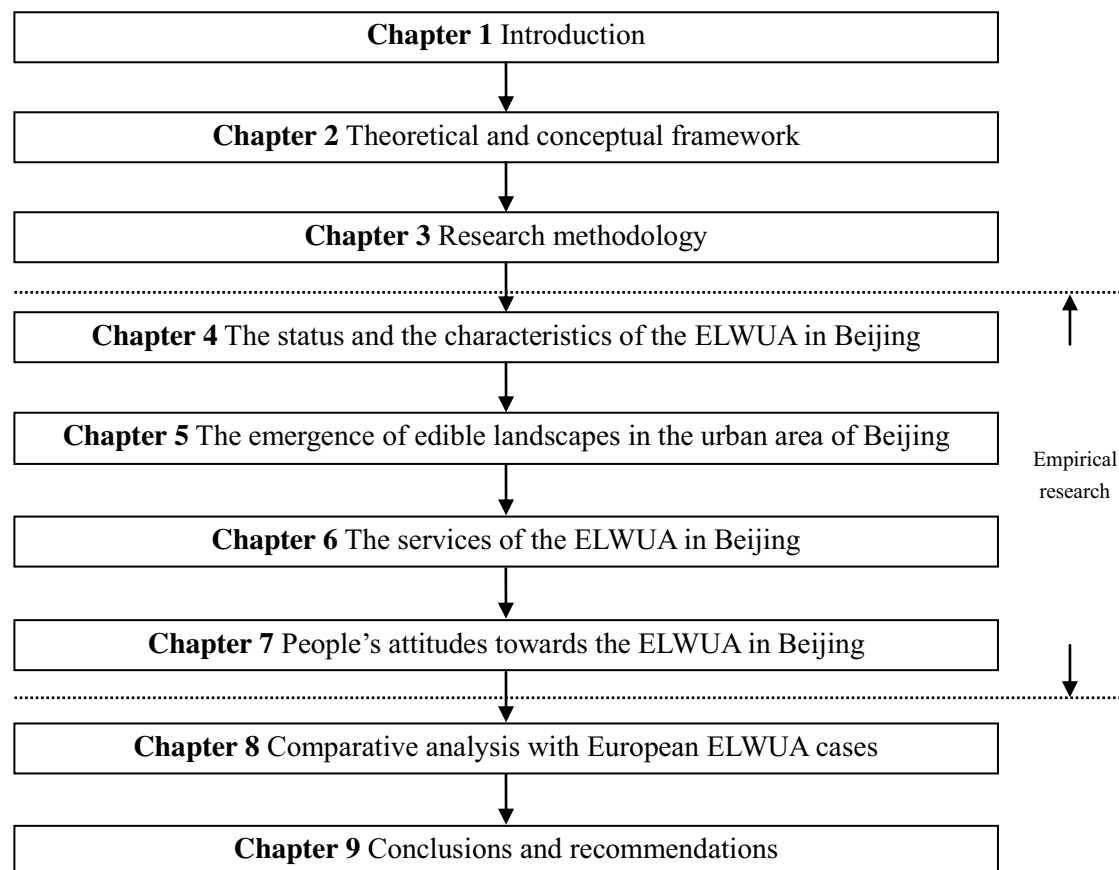 Chapter 1 Introduction
Chapter 2 Theoretical and conceptual framework
Chapter 3 Research methodology
Chapter 4 The status and the characteristics of the ELWUA in Beijing
Chapter 5 The emergence of edible landscapes in the urban area of Beijing
Empirical
research
Chapter 6 The services of the ELWUA in Beijing
Chapter 7 People’s attitudes towards the ELWUA in Beijing
Chapter 8 Comparative analysis with European ELWUA cases
Chapter 9 Conclusions and recommendations